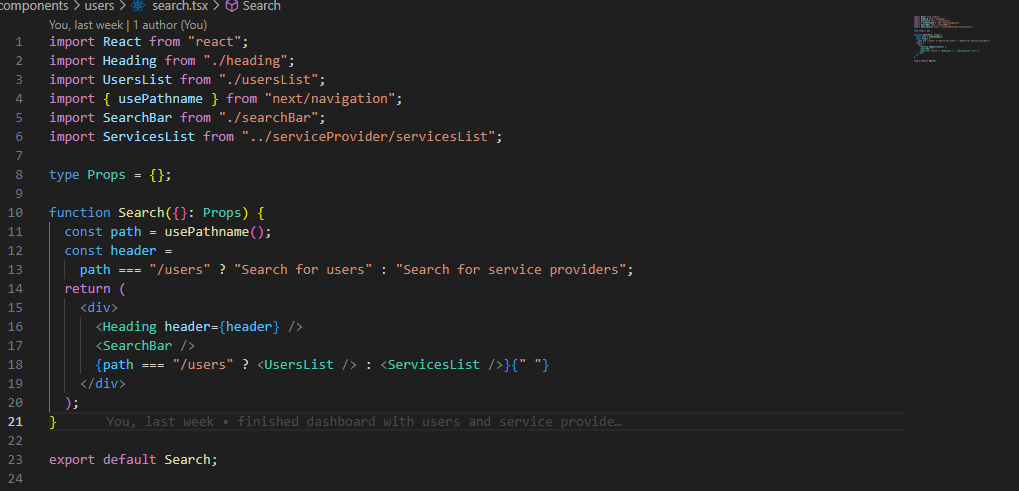 components > users > search.tsx > Search
You, last week | 1 author (You)
1 import React from "react";
2 import Heading from "./heading";
3 import UsersList from "./usersList";
4 import { usePathname } from "next/navigation";
5 import SearchBar from "./searchBar";
6 import ServicesList from "../serviceProvider/servicesList";
7
8 type Props = {};
9
10 function Search({}: Props) {
11 const path = usePathname();
12 const header =
13 path === "/users" ? "Search for users" : "Search for service providers";
14 return (
15 <div>
16 <Heading header={header} />
17 <SearchBar />
18 {path === "/users" ? <UsersList /> : <ServicesList />}{" "}
19 </div>
20 );
21 } You, last week • finished dashboard with users and service provide…
22
23 export default Search;
24